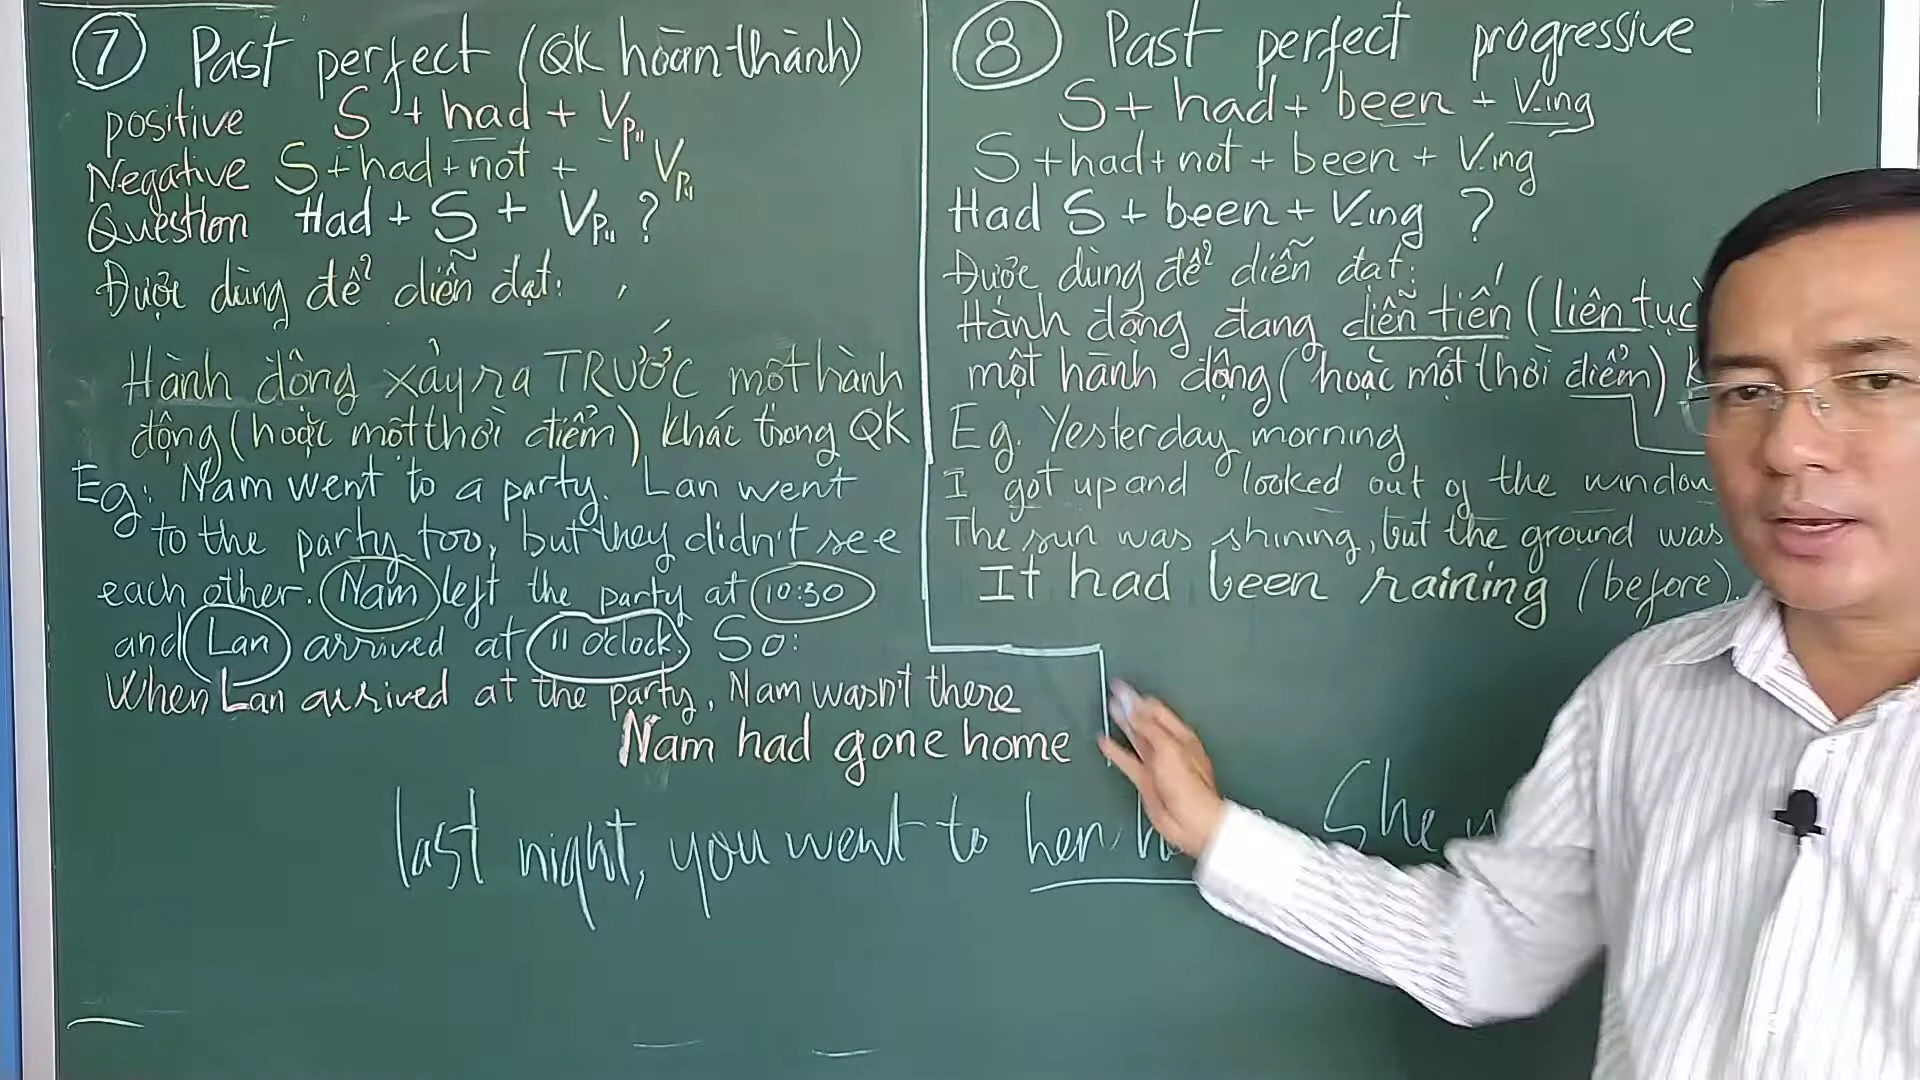 7 Past perfect (QK hoàn thành)
positive S + had + Vpıı
Negative S + had + not + Vpıı
Question Had + S + Vpıı ?
Được dùng để diễn đạt:
Hành động xảy ra TRƯỚC một hành
động (hoặc một thời điểm) khác trong QK
Eg: Nam went to a party. Lan went
to the party too, but they didn't see
each other. Nam left the party at 10:30
and Lan arrived at 11 o'clock. So:
When Lan arrived at the party, Nam wasn't there
Nam had gone home
8 Past perfect progressive
S + had + been + V-ing
S + had + not + been + V-ing
Had S + been + V-ing ?
Được dùng để diễn đạt:
Hành động đang diễn tiến (liên tục)
một hành động (hoặc một thời điểm)
Eg. Yesterday morning
I got up and looked out of the window
The sun was shining, but the ground was
It had been raining (before).
last night, you went to her She